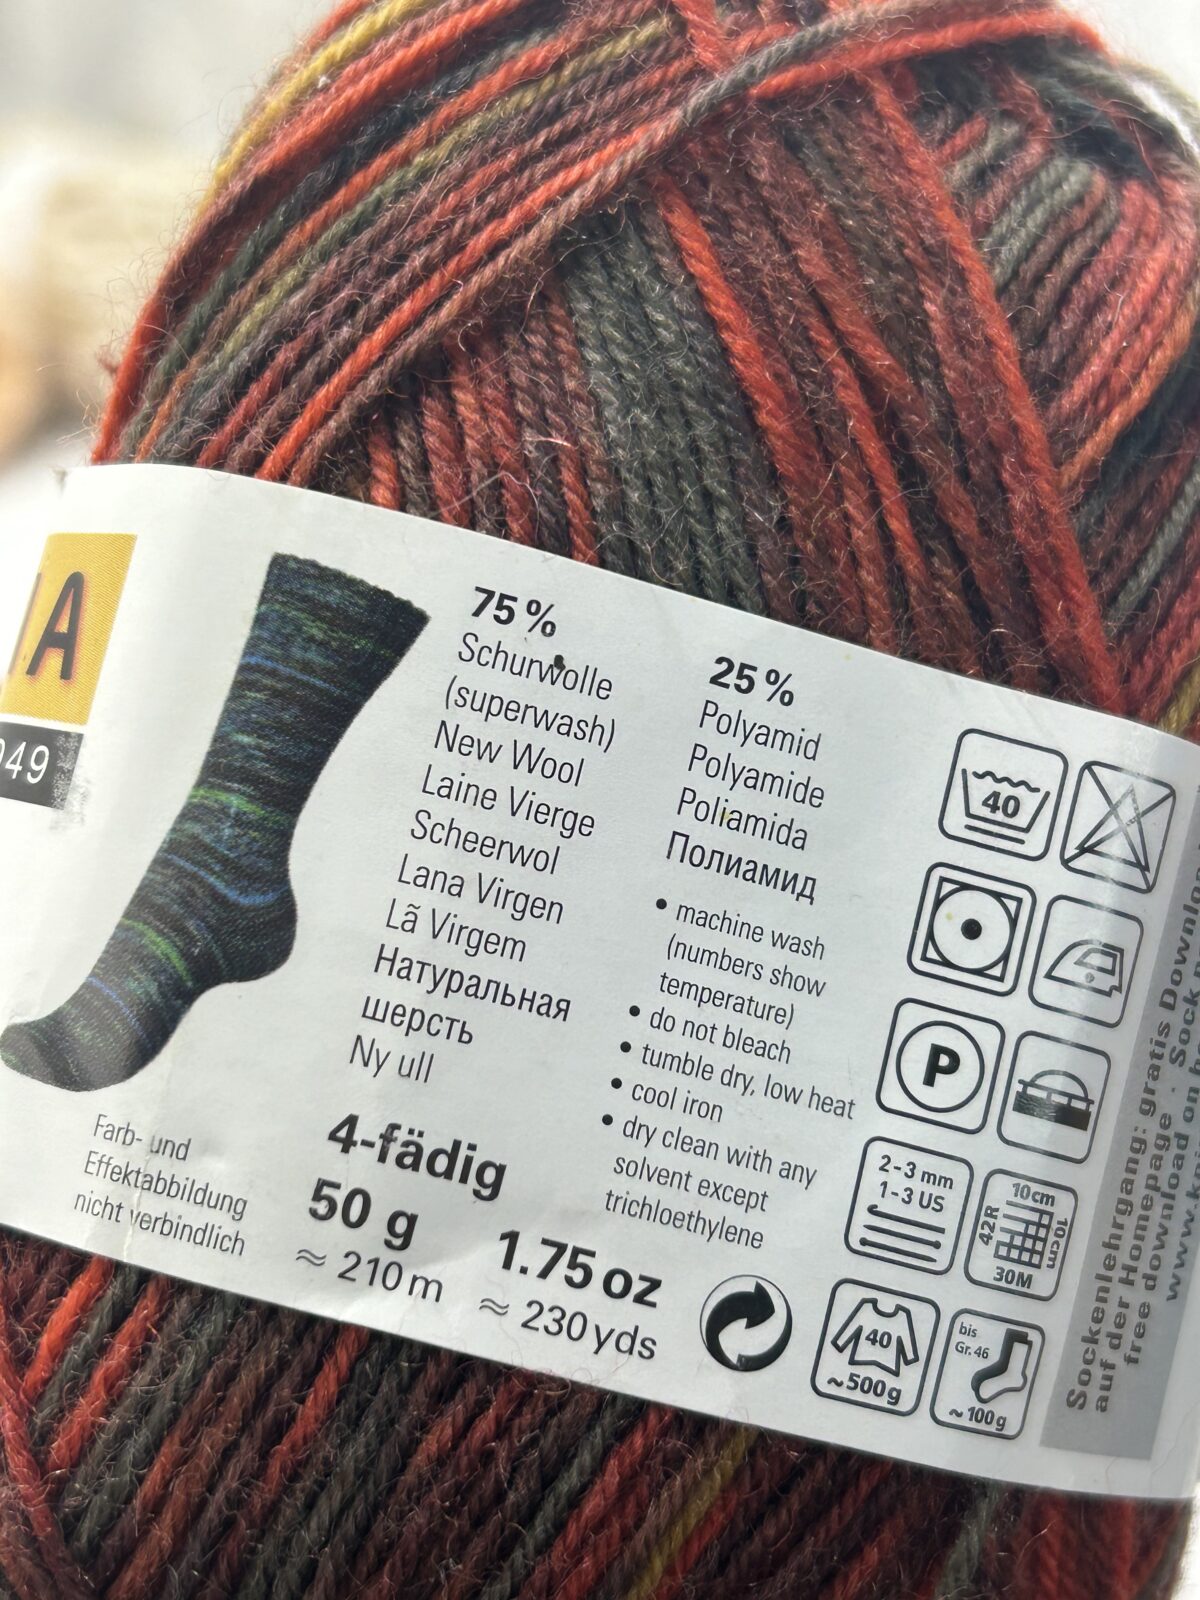 A
949
75 %
Schurwolle
(superwash)
New Wool
Laine Vierge
Scheerwol
Lana Virgen
Lã Virgem
Натуральная
шерсть
Ny ull
25 %
Polyamid
Polyamide
Poliamida
Полиамид
• machine wash
(numbers show
temperature)
• do not bleach
• tumble dry, low heat
• cool iron
• dry clean with any
solvent except
trichloethylene
Farb- und
Effektabbildung
nicht verbindlich
4-fädig
50 g
≈ 210 m
1.75 oz
≈ 230 yds
40
P
2-3 mm
1-3 US
10cm
42R
10cm
30M
40
~500g
bis
Gr. 46
~100g
Sockenlehrgang: gratis Download
auf der Homepage · Sock
free download on